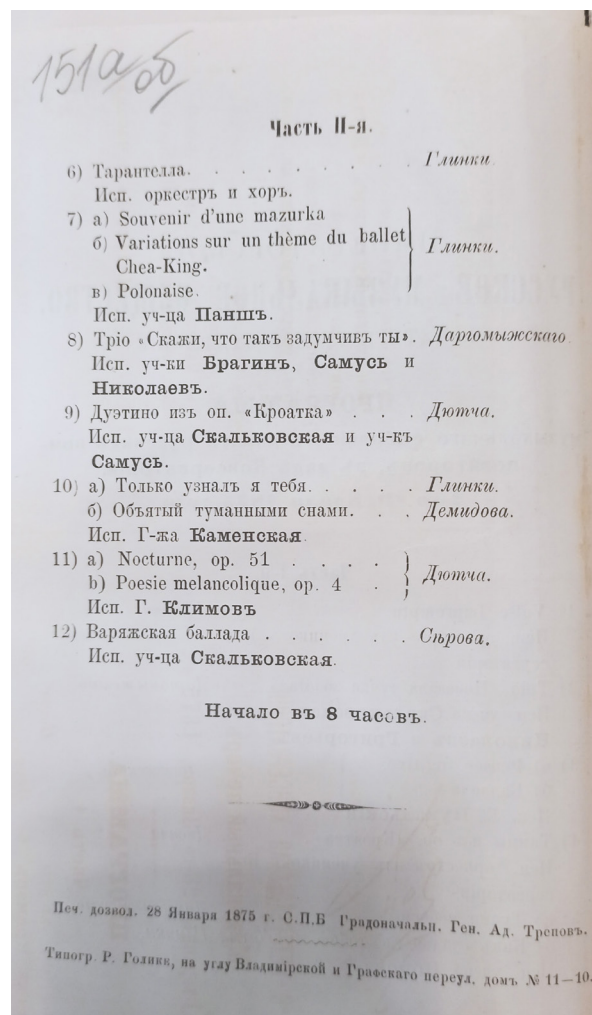 151а/об
Часть II-я.
6) Тарантелла. . . . . . . . Глинки
Исп. оркестръ и хоръ.
7) а) Souvenir d'une mazurka
б) Variations sur un thème du ballet Глинки.
Chea-King.
в) Polonaise.
Исп. уч-ца Паншъ.
8) Тріо «Скажи, что такъ задумчивъ ты». Даргомыжскаго
Исп. уч-ки Брагинъ, Самусь и
Николаевъ.
9) Дуэтино изъ оп. «Кроатка» . . . Дютча.
Исп. уч-ца Скальковская и уч-къ
Самусь.
10) а) Только узналъ я тебя. . . . . Глинки.
б) Объятый туманными снами. . . Демидова.
Исп. Г-жа Каменская.
11) а) Nocturne, op. 51 . . . .
b) Poesie melancolique, op. 4 . Дютча.
Исп. Г. Климовъ
12) Варяжская баллада . . . . . . Сѣрова.
Исп. уч-ца Скальковская.
Начало въ 8 часовъ.
Печ. дозвол. 28 Января 1875 г. С.П.Б Градоначальн. Ген. Ад. Треповъ.
Типогр. Р. Голике, на углу Владимірской и Графскаго переул. домъ № 11—10.